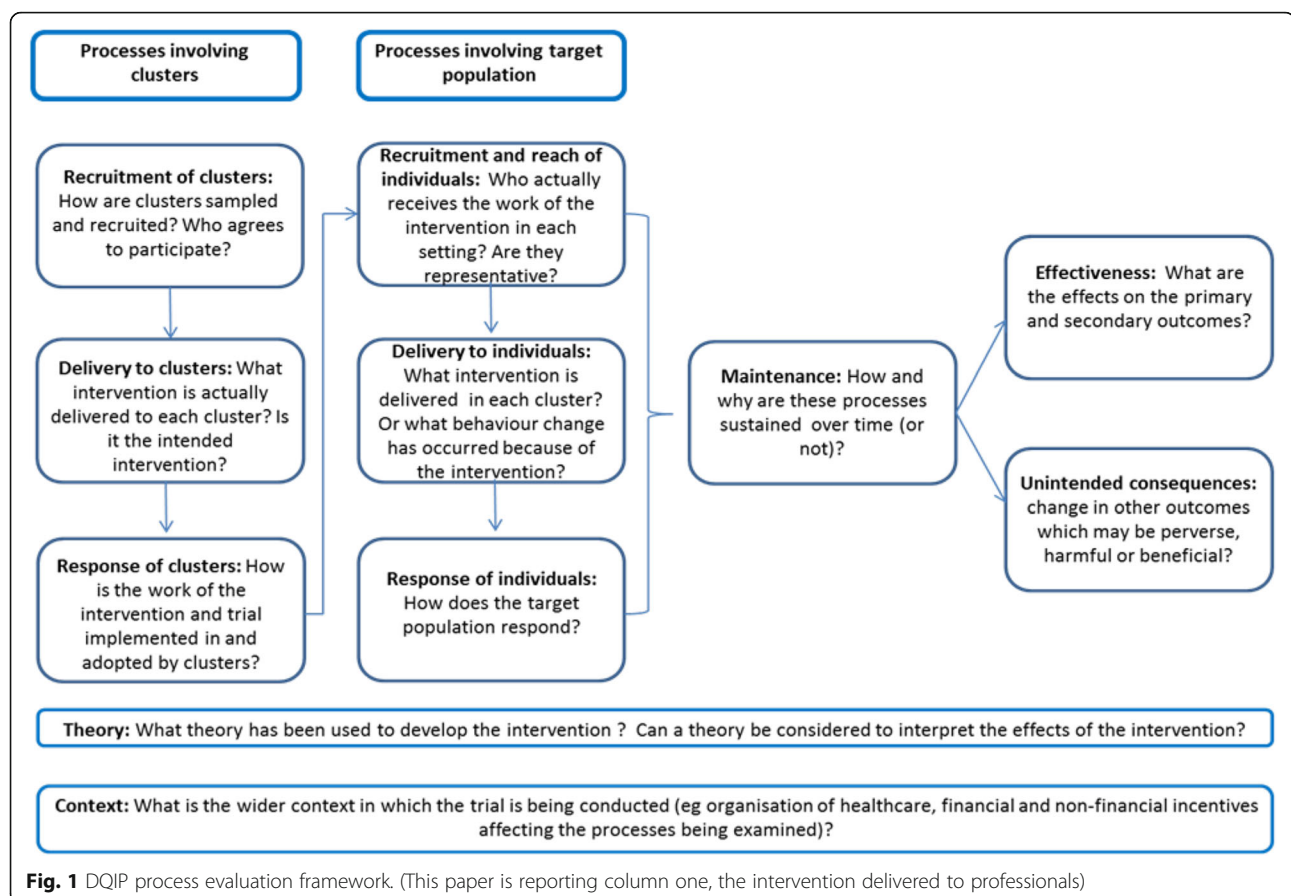 Processes involving
clusters
Processes involving target
population
Recruitment of clusters:
How are clusters sampled
and recruited? Who agrees
to participate?
Delivery to clusters: What
intervention is actually
delivered to each cluster? Is
it the intended
intervention?
Response of clusters: How
is the work of the
intervention and trial
implemented in and
adopted by clusters?
Recruitment and reach of
individuals: Who actually
receives the work of the
intervention in each
setting? Are they
representative?
Delivery to individuals:
What intervention is
delivered in each cluster?
Or what behaviour change
has occurred because of
the intervention?
Response of individuals:
How does the target
population respond?
Maintenance: How and
why are these processes
sustained over time (or
not)?
Effectiveness: What are
the effects on the primary
and secondary outcomes?
Unintended consequences:
change in other outcomes
which may be perverse,
harmful or beneficial?
Theory: What theory has been used to develop the intervention ? Can a theory be considered to interpret the effects of the intervention?
Context: What is the wider context in which the trial is being conducted (eg organisation of healthcare, financial and non-financial incentives
affecting the processes being examined)?
Fig. 1 DQIP process evaluation framework. (This paper is reporting column one, the intervention delivered to professionals)